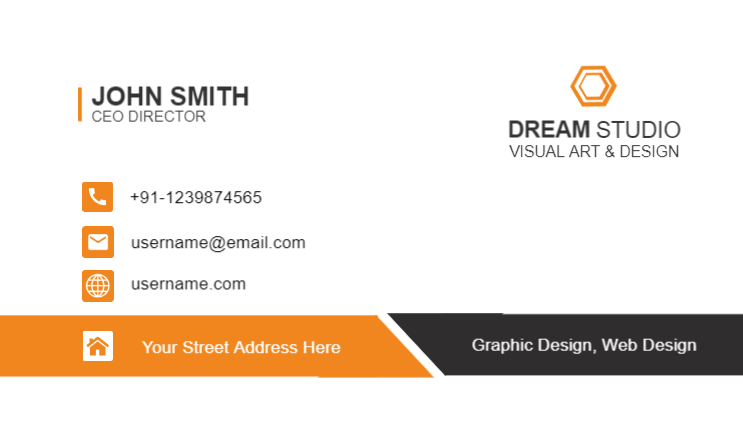 JOHN SMITH
CEO DIRECTOR
DREAM STUDIO
VISUAL ART & DESIGN
+91-1239874565
username@email.com
username.com
Your Street Address Here
Graphic Design, Web Design